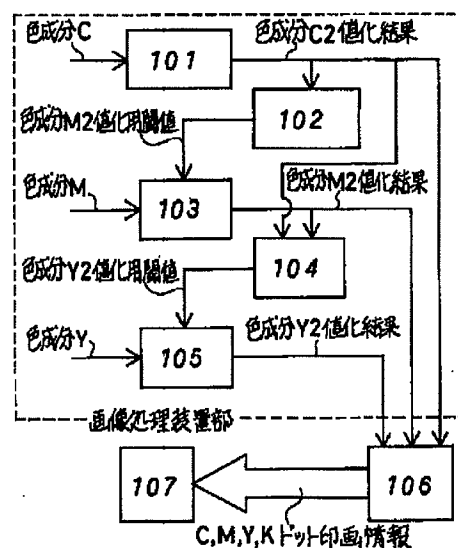 色成分C
101
色成分C2値化結果
102
色成分M2値化用閾値
色成分M
103
色成分M2値化結果
104
色成分Y2値化用閾値
色成分Y
105
色成分Y2値化結果
画像処理装置部
107
106
C,M,Y,Kドット印画情報